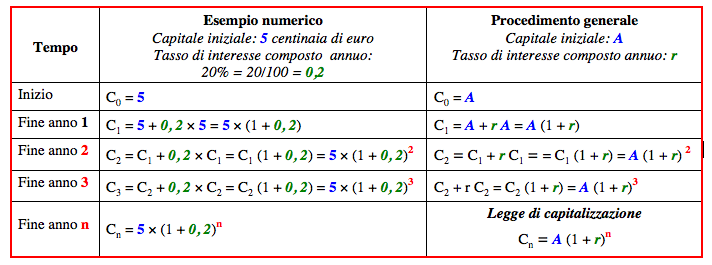 Tempo
Esempio numerico
Capitale iniziale: 5 centinaia di euro
Tasso di interesse composto annuo:
20% = 20/100 = 0,2
Procedimento generale
Capitale iniziale: A
Tasso di interesse composto annuo: r
Inizio
C₀ = 5
C₀ = A
Fine anno 1
C₁ = 5 + 0,2 × 5 = 5 × (1 + 0,2)
C₁ = A + r A = A (1 + r)
Fine anno 2
C₂ = C₁ + 0,2 × C₁ = C₁ (1 + 0,2) = 5 × (1 + 0,2)²
C₂ = C₁ + r C₁ = = C₁ (1 + r) = A (1 + r) ²
Fine anno 3
C₃ = C₂ + 0,2 × C₂ = C₂ (1 + 0,2) = 5 × (1 + 0,2)³
C₂ + r C₂ = C₂ (1 + r) = A (1 + r)³
Fine anno n
Cₙ = 5 × (1 + 0,2)ⁿ
Legge di capitalizzazione
Cₙ = A (1 + r)ⁿ